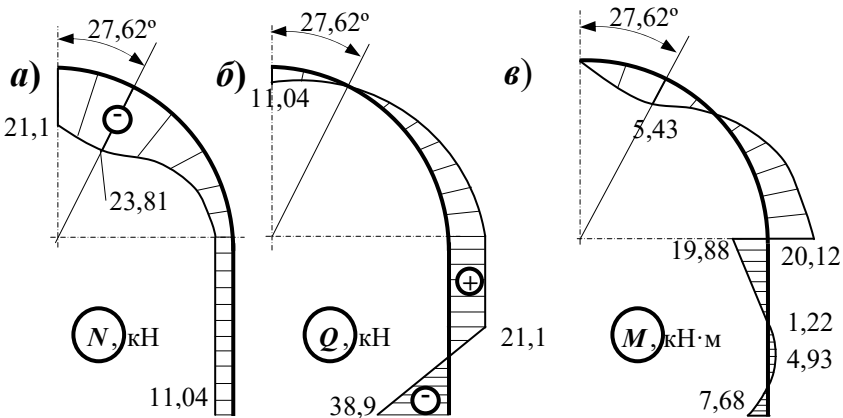 27,62º
27,62º
27,62º
а)
б)
в)
11,04
21,1
-
5,43
23,81
19,88
20,12
+
N, кН
Q, кН
21,1
M, кН·м
1,22
4,93
11,04
38,9
-
7,68